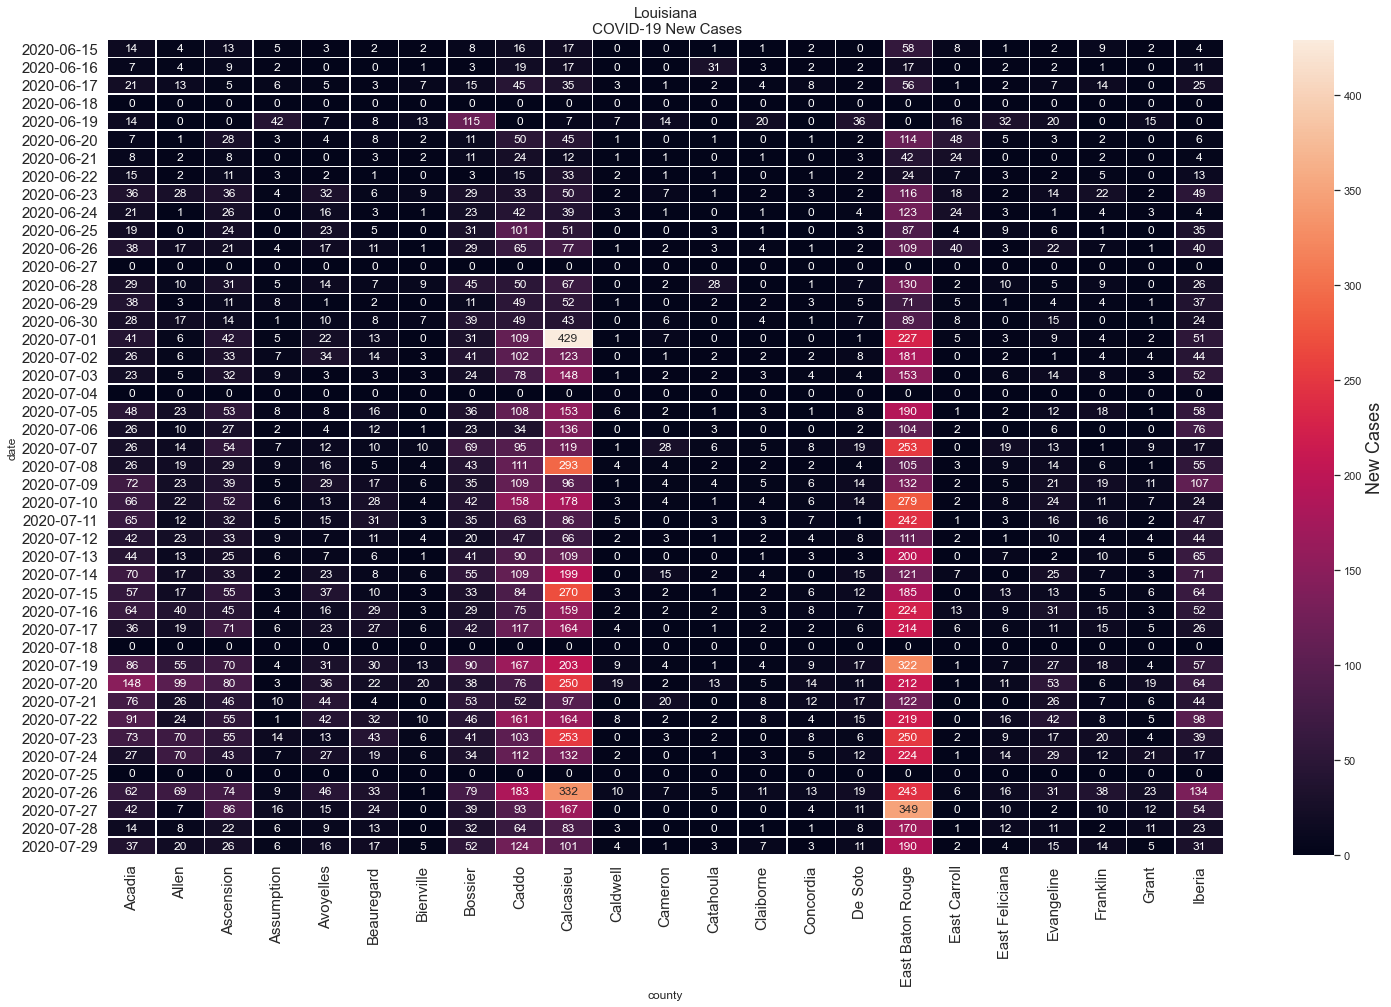 Louisiana
COVID-19 New Cases
2020-06-15 14 4 13 5 3 2 2 8 16 17 0 0 1 1 2 0 58 8 1 2 9 2 4
2020-06-16 7 4 9 2 0 0 1 3 19 17 0 0 31 3 2 2 17 0 2 2 1 0 11
2020-06-17 21 13 5 6 5 3 7 15 45 35 3 1 2 4 8 2 56 1 2 7 14 0 25
2020-06-18 0 0 0 0 0 0 0 0 0 0 0 0 0 0 0 0 0 0 0 0 0 0 0
2020-06-19 14 0 0 42 7 8 13 115 0 7 7 14 0 20 0 36 0 16 32 20 0 15 0
2020-06-20 7 1 28 3 4 8 2 11 50 45 1 0 1 0 1 2 114 48 5 3 2 0 6
2020-06-21 8 2 8 0 0 3 2 11 24 12 1 1 0 1 0 3 42 24 0 0 2 0 4
2020-06-22 15 2 11 3 2 1 0 3 15 33 2 1 1 0 1 2 24 7 3 2 5 0 13
2020-06-23 36 28 36 4 32 6 9 29 33 50 2 7 1 2 3 2 116 18 2 14 22 2 49
2020-06-24 21 1 26 0 16 3 1 23 42 39 3 1 0 1 0 4 123 24 3 1 4 3 4
2020-06-25 19 0 24 0 23 5 0 31 101 51 0 0 3 1 0 3 87 4 9 6 1 0 35
2020-06-26 38 17 21 4 17 11 1 29 65 77 1 2 3 4 1 2 109 40 3 22 7 1 40
2020-06-27 0 0 0 0 0 0 0 0 0 0 0 0 0 0 0 0 0 0 0 0 0 0 0
2020-06-28 29 10 31 5 14 7 9 45 50 67 0 2 28 0 1 7 130 2 10 5 9 0 26
2020-06-29 38 3 11 8 1 2 0 11 49 52 1 0 2 2 3 5 71 5 1 4 4 1 37
2020-06-30 28 17 14 1 10 8 7 39 49 43 0 6 0 4 1 7 89 8 0 15 0 1 24
2020-07-01 41 6 42 5 22 13 0 31 109 429 1 7 0 0 0 1 227 5 3 9 4 2 51
2020-07-02 26 6 33 7 34 14 3 41 102 123 0 1 2 2 2 8 181 0 2 1 4 4 44
2020-07-03 23 5 32 9 3 3 3 24 78 148 1 2 2 3 4 4 153 0 6 14 8 3 52
2020-07-04 0 0 0 0 0 0 0 0 0 0 0 0 0 0 0 0 0 0 0 0 0 0 0
2020-07-05 48 23 53 8 8 16 0 36 108 153 6 2 1 3 1 8 190 1 2 12 18 1 58
2020-07-06 26 10 27 2 4 12 1 23 34 136 0 0 3 0 0 2 104 2 0 6 0 0 76
2020-07-07 26 14 54 7 12 10 10 69 95 119 1 28 6 5 8 19 253 0 19 13 1 9 17
2020-07-08 26 19 29 9 16 5 4 43 111 293 4 4 2 2 2 4 105 3 9 14 6 1 55
2020-07-09 72 23 39 5 29 17 6 35 109 96 1 4 4 5 6 14 132 2 5 21 19 11 107
2020-07-10 66 22 52 6 13 28 4 42 158 178 3 4 1 4 6 14 279 2 8 24 11 7 24
2020-07-11 65 12 32 5 15 31 3 35 63 86 5 0 3 3 7 1 242 1 3 16 16 2 47
2020-07-12 42 23 33 9 7 11 4 20 47 66 2 3 1 2 4 8 111 2 1 10 4 4 44
2020-07-13 44 13 25 6 7 6 1 41 90 109 0 0 0 1 3 3 200 0 7 2 10 5 65
2020-07-14 70 17 33 2 23 8 6 55 109 199 0 15 2 4 0 15 121 7 0 25 7 3 71
2020-07-15 57 17 55 3 37 10 3 33 84 270 3 2 1 2 6 12 185 0 13 13 5 6 64
2020-07-16 64 40 45 4 16 29 3 29 75 159 2 2 2 3 8 7 224 13 9 31 15 3 52
2020-07-17 36 19 71 6 23 27 6 42 117 164 4 0 1 2 2 6 214 6 6 11 15 5 26
2020-07-18 0 0 0 0 0 0 0 0 0 0 0 0 0 0 0 0 0 0 0 0 0 0 0
2020-07-19 86 55 70 4 31 30 13 90 167 203 9 4 1 4 9 17 322 1 7 27 18 4 57
2020-07-20 148 99 80 3 36 22 20 38 76 250 19 2 13 5 14 11 212 1 11 53 6 19 64
2020-07-21 76 26 46 10 44 4 0 53 52 97 0 20 0 8 12 17 122 0 0 26 7 6 44
2020-07-22 91 24 55 1 42 32 10 46 161 164 8 2 2 8 4 15 219 0 16 42 8 5 98
2020-07-23 73 70 55 14 13 43 6 41 103 253 0 3 2 0 8 6 250 2 9 17 20 4 39
2020-07-24 27 70 43 7 27 19 6 34 112 132 2 0 1 3 5 12 224 1 14 29 12 21 17
2020-07-25 0 0 0 0 0 0 0 0 0 0 0 0 0 0 0 0 0 0 0 0 0 0 0
2020-07-26 62 69 74 9 46 33 1 79 183 332 10 7 5 11 13 19 243 6 16 31 38 23 134
2020-07-27 42 7 86 16 15 24 0 39 93 167 0 0 0 0 4 11 349 0 10 2 10 12 54
2020-07-28 14 8 22 6 9 13 0 32 64 83 3 0 0 1 1 8 170 1 12 11 2 11 23
2020-07-29 37 20 26 6 16 17 5 52 124 101 4 1 3 7 3 11 190 2 4 15 14 5 31
Acadia Allen Ascension Assumption Avoyelles Beauregard Bienville Bossier Caddo Calcasieu Caldwell Cameron Catahoula Claiborne Concordia De Soto East Baton Rouge East Carroll East Feliciana Evangeline Franklin Grant Iberia
date
county
400
350
300
250
200
150
100
50
0
New Cases